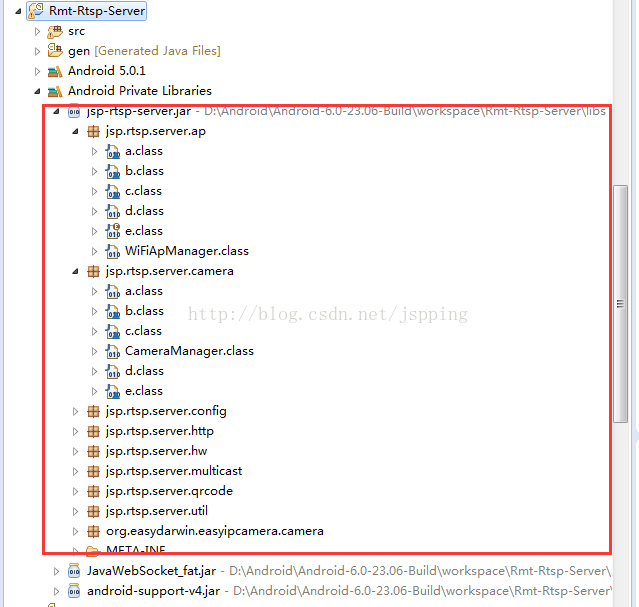 Rmt-Rtsp-Server
src
gen [Generated Java Files]
Android 5.0.1
Android Private Libraries
jsp-rtsp-server.jar - D:\Android\Android-6.0-23.06-Build\workspace\Rmt-Rtsp-Server\libs
jsp.rtsp.server.ap
a.class
b.class
c.class
d.class
e.class
WiFiApManager.class
jsp.rtsp.server.camera
a.class
b.class
http://blog.csdn.net/jspping
c.class
CameraManager.class
d.class
e.class
jsp.rtsp.server.config
jsp.rtsp.server.http
jsp.rtsp.server.hw
jsp.rtsp.server.multicast
jsp.rtsp.server.qrcode
jsp.rtsp.server.util
org.easydarwin.easyipcamera.camera
META-INF
JavaWebSocket_fat.jar - D:\Android\Android-6.0-23.06-Build\workspace\Rmt-Rtsp-Server\
android-support-v4.jar - D:\Android\Android-6.0-23.06-Build\workspace\Rmt-Rtsp-Server\